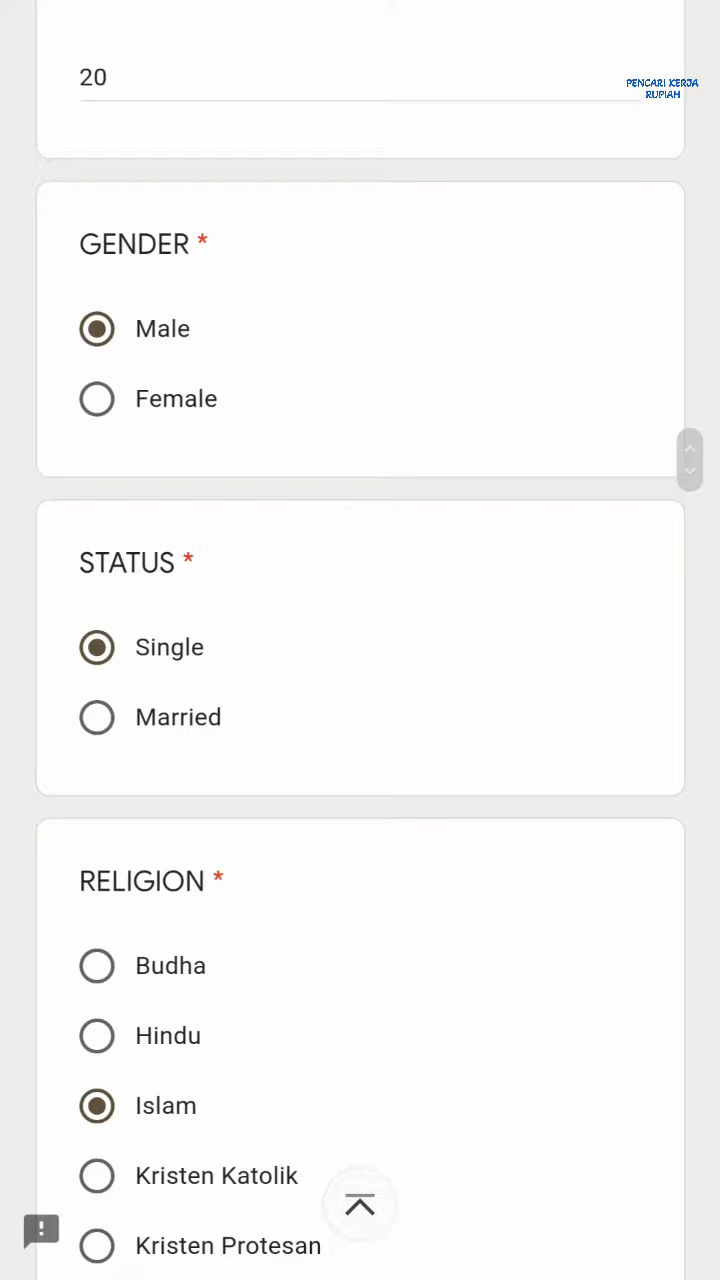 20
PENCARI KERJA
RUPIAH
GENDER *
Male
Female
STATUS *
Single
Married
RELIGION *
Budha
Hindu
Islam
Kristen Katolik
Kristen Protesan